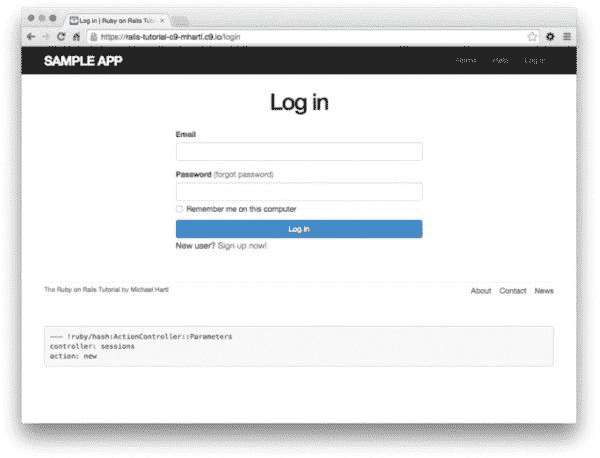 Log in | Ruby on Rails Tuto
https://rails-tutorial-c9-mhartl.c9.io/login
SAMPLE APP
Home Help Log in
Log in
Email
Password (forgot password)
Remember me on this computer
Log in
New user? Sign up now!
The Ruby on Rails Tutorial by Michael Hartl
About Contact News
--- !ruby/hash:ActionController::Parameters
controller: sessions
action: new